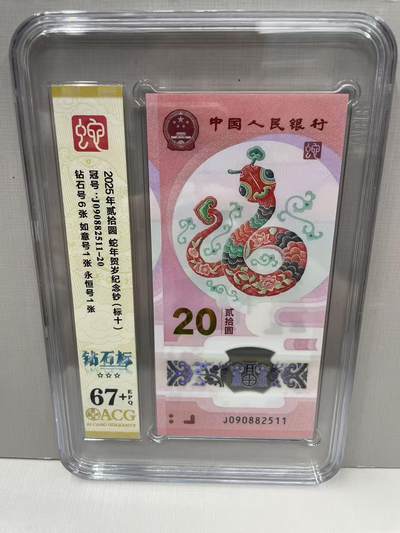 蛇
2025年贰拾圆 蛇年贺岁纪念钞(标十)
冠号:J090882511-20
钻石号6张 如意号1张 永恒号1张
钻石标
☆☆☆
67+EPQ
ACG
中国人民银行
蛇
20
贰拾圆
J090882511